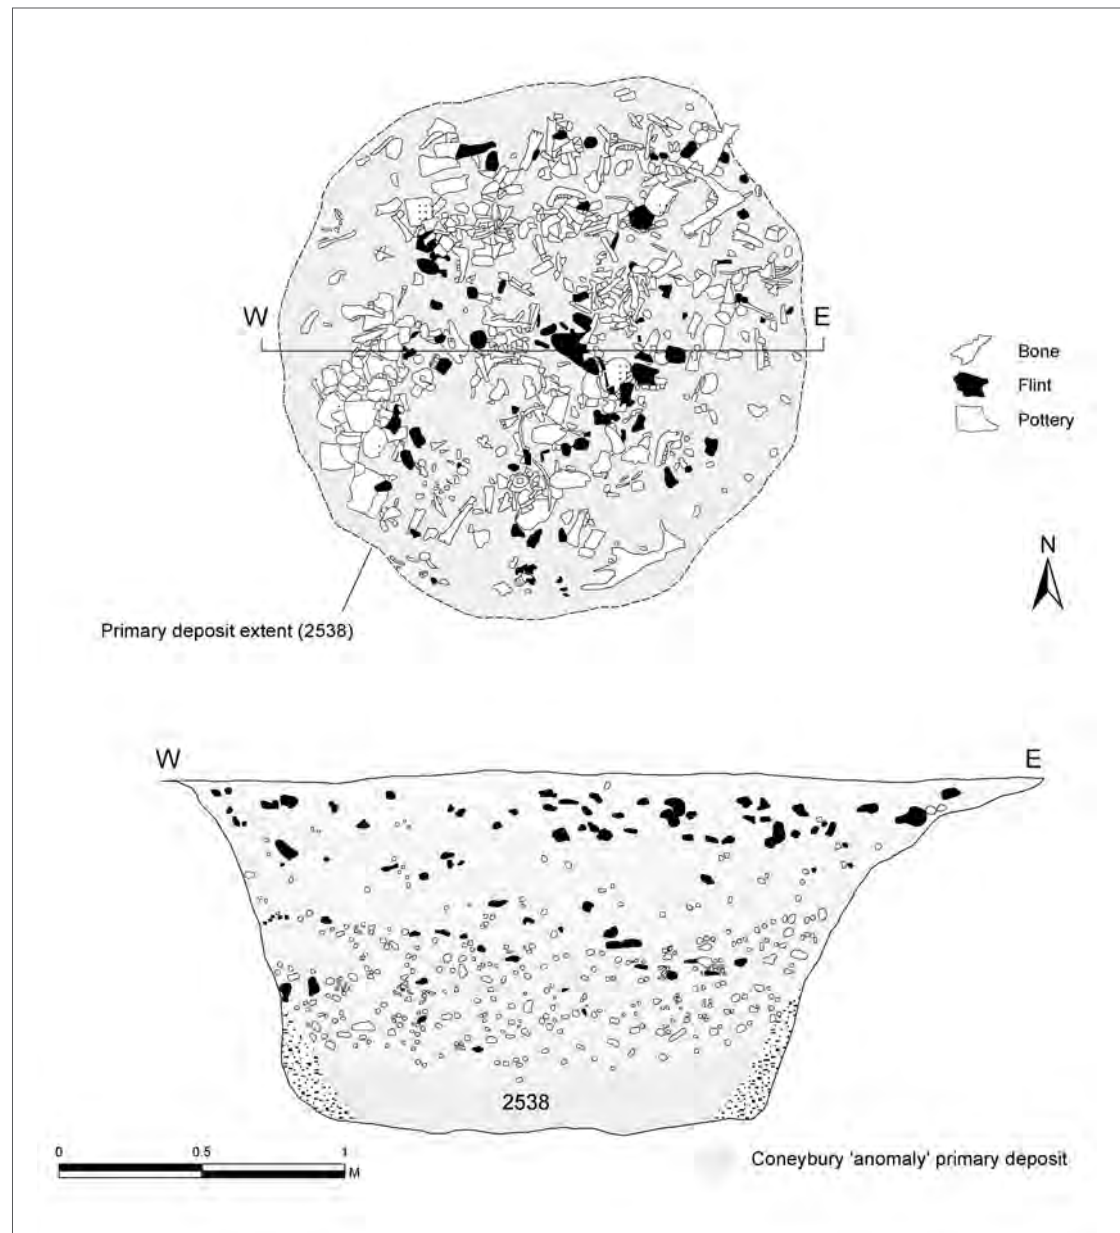 W
E
Bone
Flint
Pottery
N
Primary deposit extent (2538)
W
E
2538
0 0.5 1
M
Coneybury 'anomaly' primary deposit